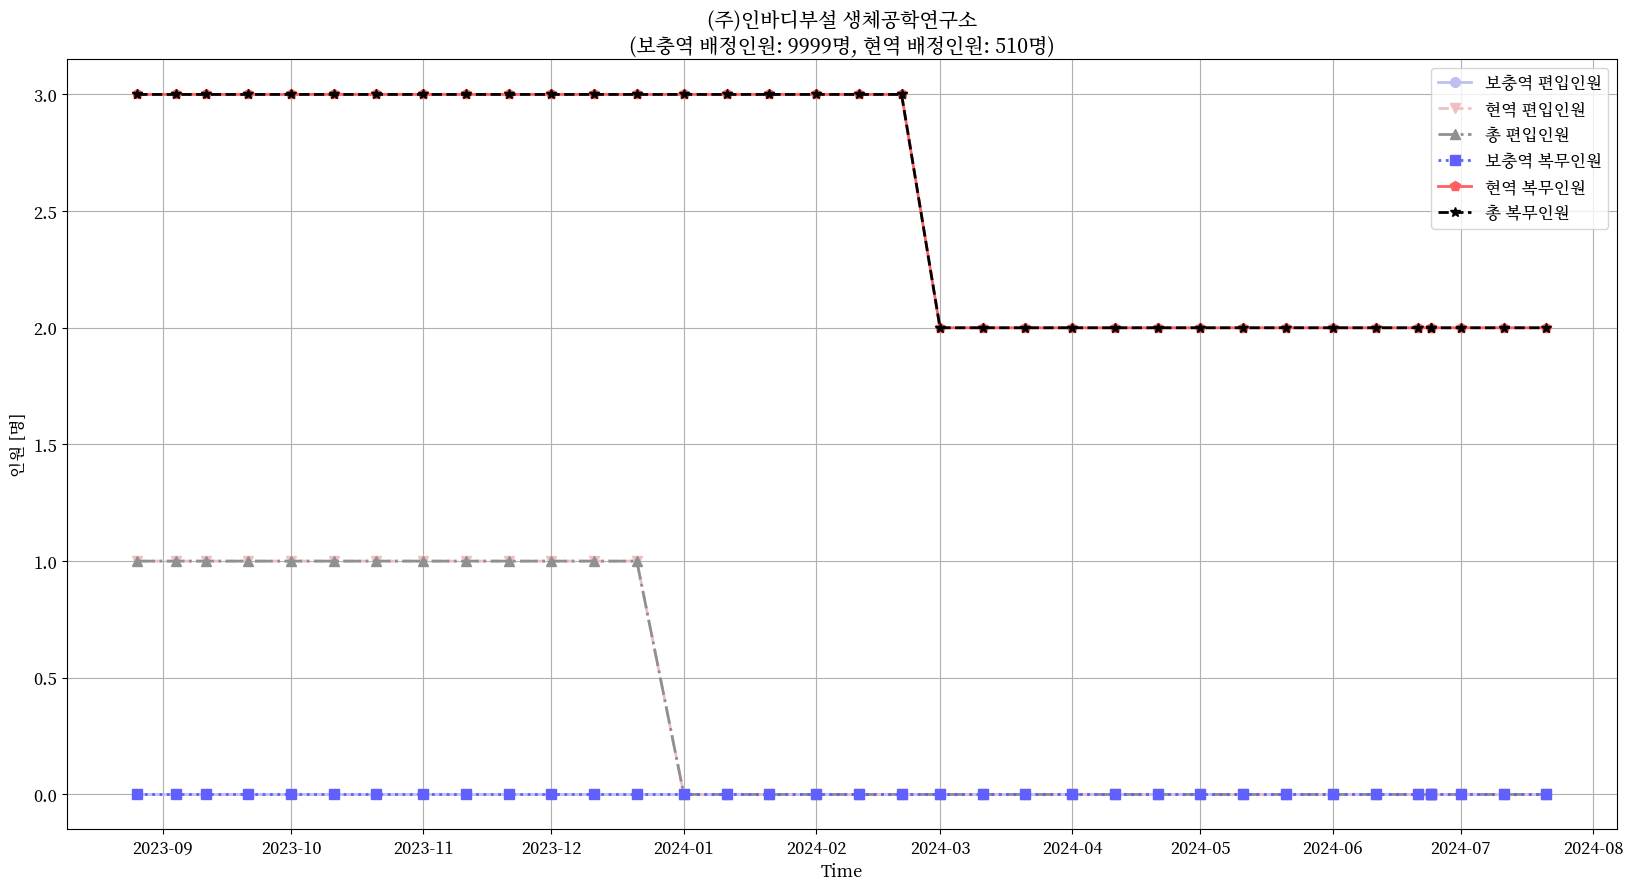 (주)인바디부설 생체공학연구소
(보충역 배정인원: 9999명, 현역 배정인원: 510명)
보충역 편입인원
현역 편입인원
총 편입인원
보충역 복무인원
현역 복무인원
총 복무인원
인원 [명]
3.0
2.5
2.0
1.5
1.0
0.5
0.0
2023-09 2023-10 2023-11 2023-12 2024-01 2024-02 2024-03 2024-04 2024-05 2024-06 2024-07 2024-08
Time